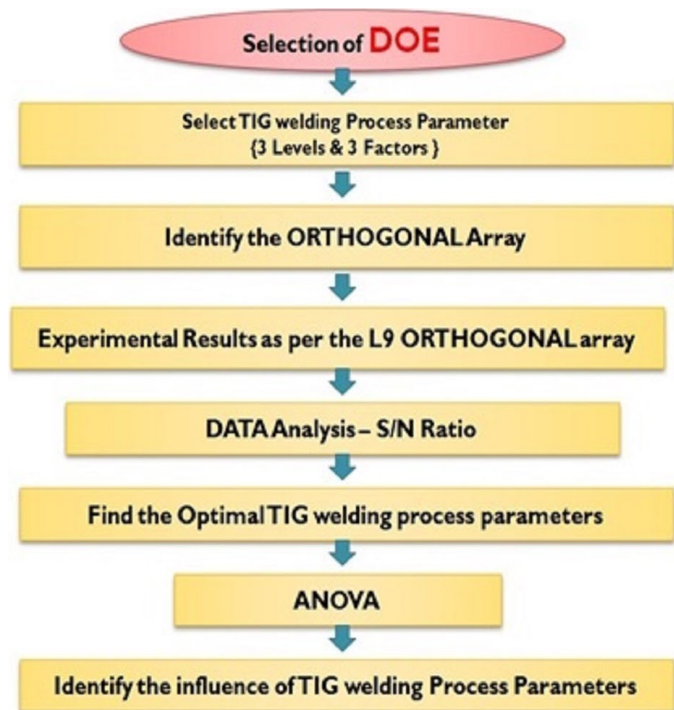 Selection of DOE
Select TIG welding Process Parameter
{3 Levels & 3 Factors }
Identify the ORTHOGONAL Array
Experimental Results as per the L9 ORTHOGONAL array
DATA Analysis – S/N Ratio
Find the Optimal TIG welding process parameters
ANOVA
Identify the influence of TIG welding Process Parameters